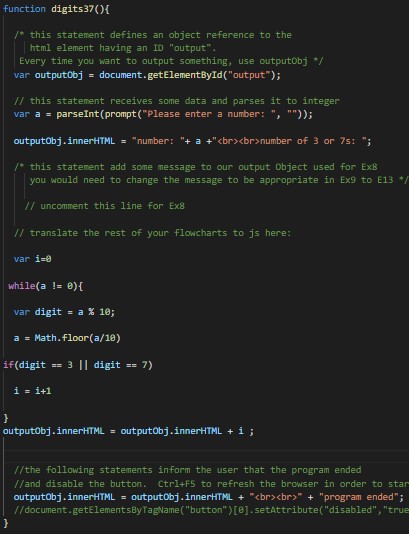 function digits37(){
/* this statement defines an object reference to the
html element having an ID "output".
Every time you want to output something, use outputObj */
var outputObj = document.getElementById("output");
// this statement receives some data and parses it to integer
var a = parseInt(prompt("Please enter a number: ", ""));
outputObj.innerHTML = "number: "+ a +"<br><br>number of 3 or 7s: ";
/* this statement add some message to our output Object used for Ex8
you would need to change the message to be appropriate in Ex9 to E13 */
// uncomment this line for Ex8
// translate the rest of your flowcharts to js here:
var i=0
while(a != 0){
var digit = a % 10;
a = Math.floor(a/10)
if(digit == 3 || digit == 7)
i = i+1
}
outputObj.innerHTML = outputObj.innerHTML + i ;
//the following statements inform the user that the program ended
//and disable the button. Ctrl+F5 to refresh the browser in order to star
outputObj.innerHTML = outputObj.innerHTML + "<br><br>" + "program ended";
//document.getElementsByTagName("button")[0].setAttribute("disabled","true
}